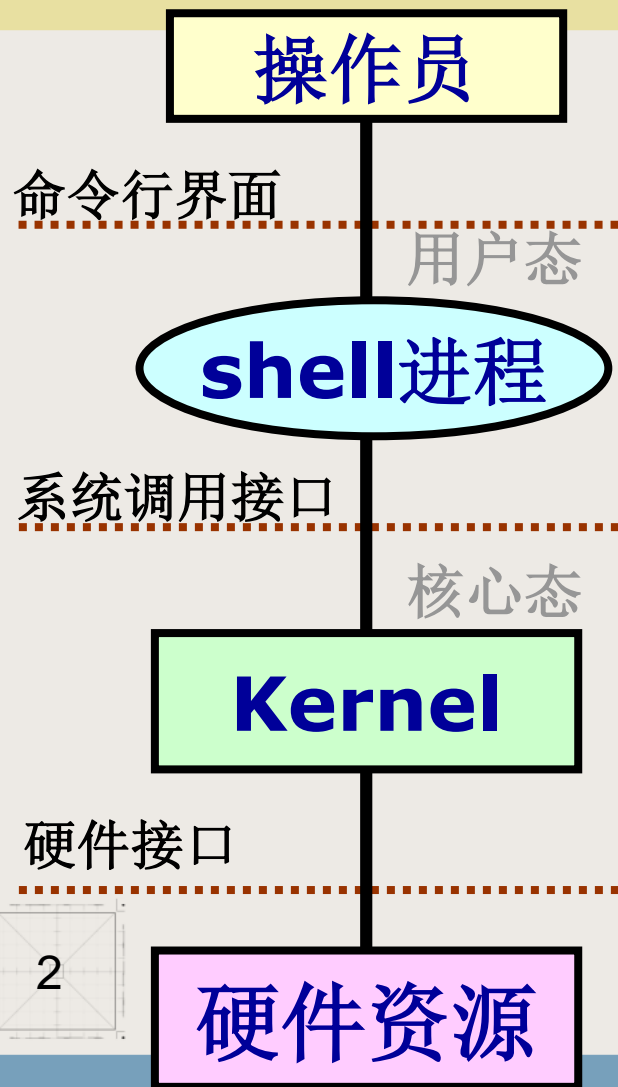 操作员
命令行界面
用户态
shell进程
系统调用接口
核心态
Kernel
硬件接口
2
硬件资源